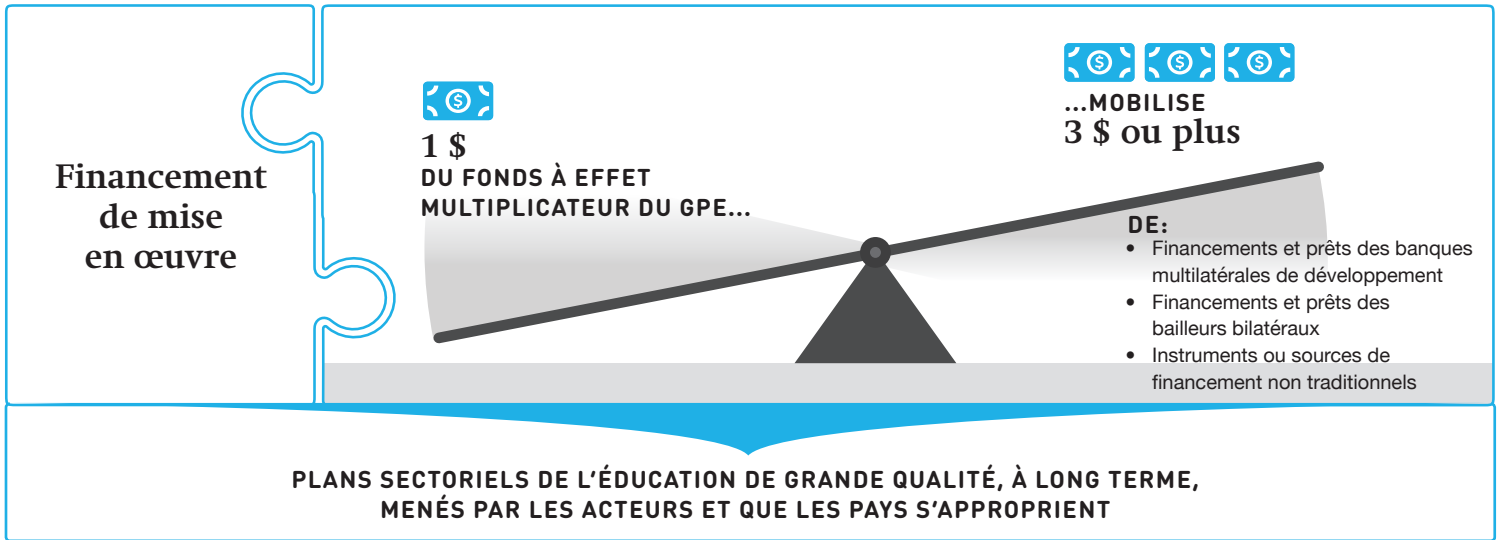 Financement
de mise
en œuvre
1 $
DU FONDS À EFFET
MULTIPLICATEUR DU GPE...
...MOBILISE
3 $ ou plus
DE:
• Financements et prêts des banques
multilatérales de développement
• Financements et prêts des
bailleurs bilatéraux
• Instruments ou sources de
financement non traditionnels
PLANS SECTORIELS DE L'ÉDUCATION DE GRANDE QUALITÉ, À LONG TERME,
MENÉS PAR LES ACTEURS ET QUE LES PAYS S'APPROPRIENT